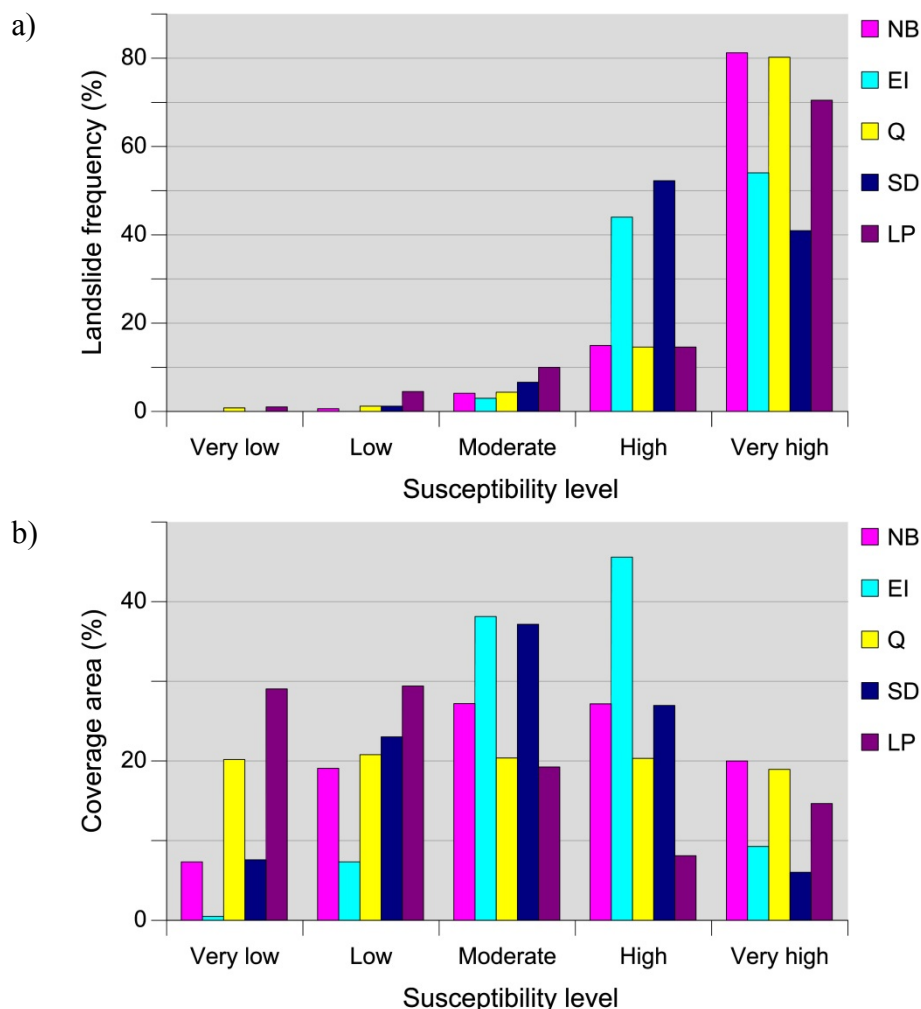 a)
Landslide frequency (%)
80
60
40
20
0
Very low
Low
Moderate
High
Very high
Susceptibility level
NB
EI
Q
SD
LP
b)
Coverage area (%)
40
20
0
Very low
Low
Moderate
High
Very high
Susceptibility level
NB
EI
Q
SD
LP